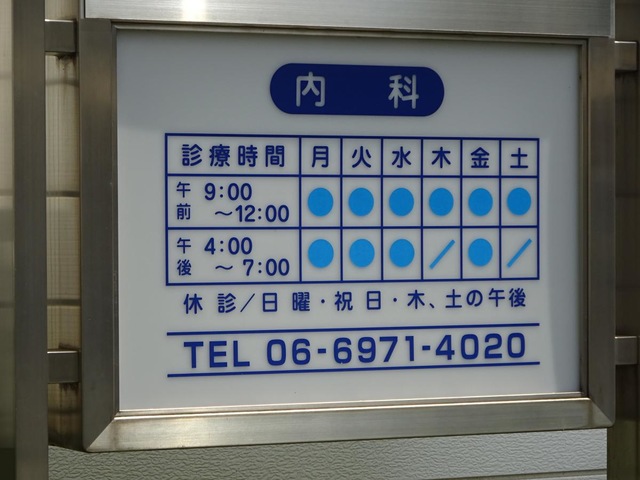 内科
診療時間 月 火 水 木 金 土
午前 9:00～12:00 ● ● ● ● ● ●
午後 4:00～7:00 ● ● ● ／ ● ／
休診／日曜・祝日・木、土の午後
TEL 06-6971-4020